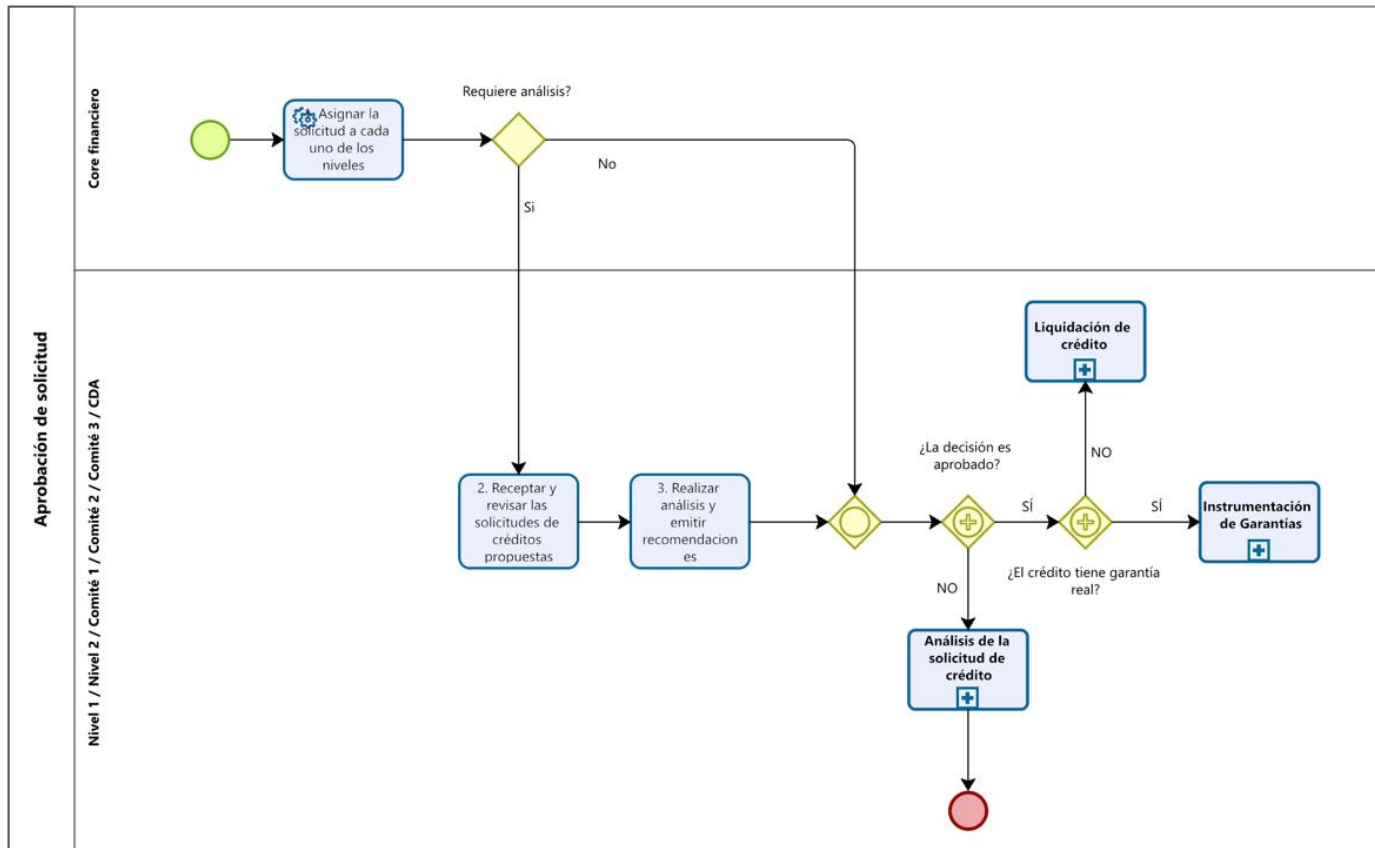 Aprobación de solicitud
Core financiero
Requiere análisis?
Asignar la
solicitud a cada
uno de los
niveles
No
Si
Nivel 1 / Nivel 2 / Comité 1 / Comité 2 / Comité 3 / CDA
Liquidación de
crédito
¿La decisión es
aprobado?
NO
2. Receptar y
revisar las
solicitudes de
créditos
propuestas
3. Realizar
análisis y
emitir
recomendacion
es
SÍ
SÍ
Instrumentación
de Garantías
¿El crédito tiene garantía
real?
NO
Análisis de la
solicitud de
crédito